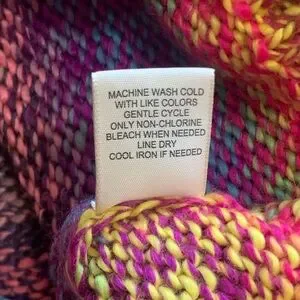 MACHINE WASH COLD
WITH LIKE COLORS
GENTLE CYCLE
ONLY NON-CHLORINE
BLEACH WHEN NEEDED
LINE DRY
COOL IRON IF NEEDED